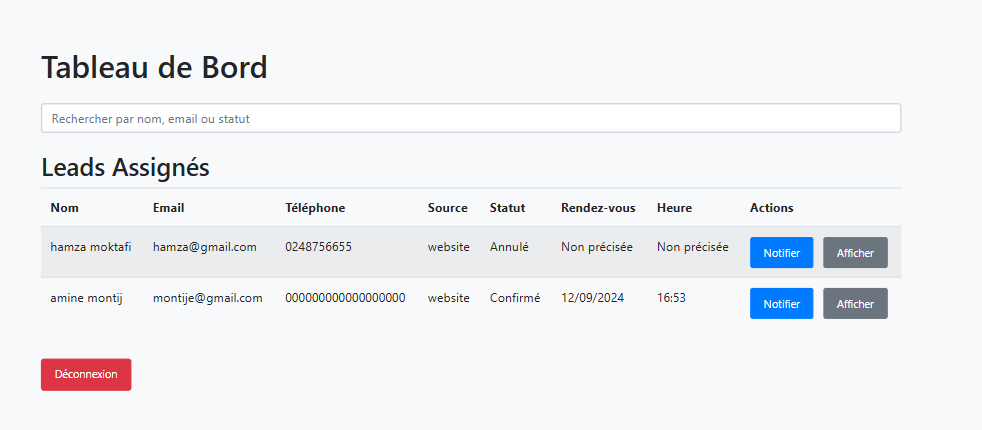 Tableau de Bord
Rechercher par nom, email ou statut
Leads Assignés
Nom Email Téléphone Source Statut Rendez-vous Heure Actions
hamza moktafi hamza@gmail.com 0248756655 website Annulé Non précisée Non précisée Notifier Afficher
amine montij montije@gmail.com 000000000000000000 website Confirmé 12/09/2024 16:53 Notifier Afficher
Déconnexion